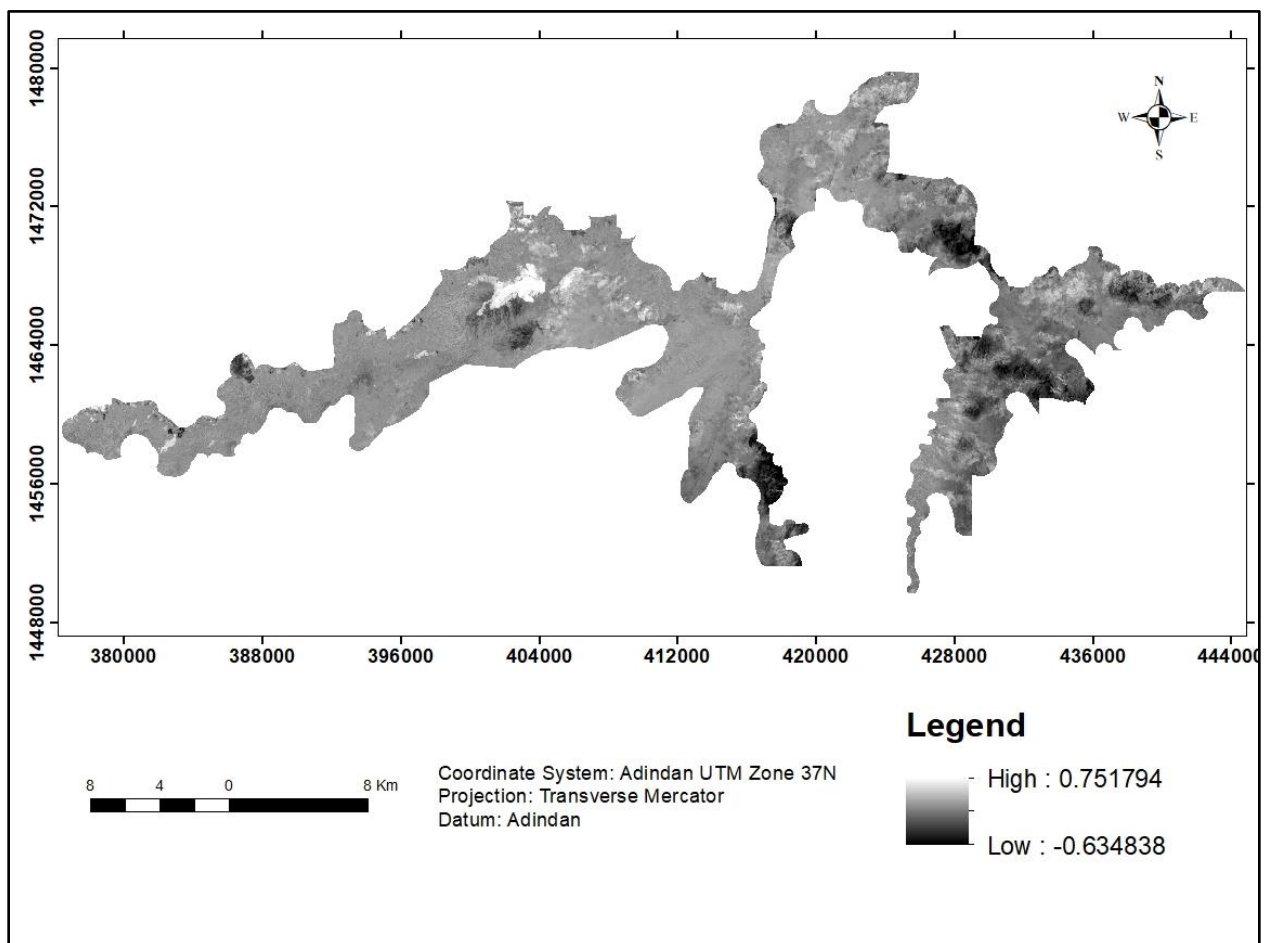 1480000
1472000
1464000
1456000
1448000
N
W E
S
380000 388000 396000 404000 412000 420000 428000 436000 444000
Legend
High : 0.751794
Low : -0.634838
8 4 0 8 Km
Coordinate System: Adindan UTM Zone 37N
Projection: Transverse Mercator
Datum: Adindan